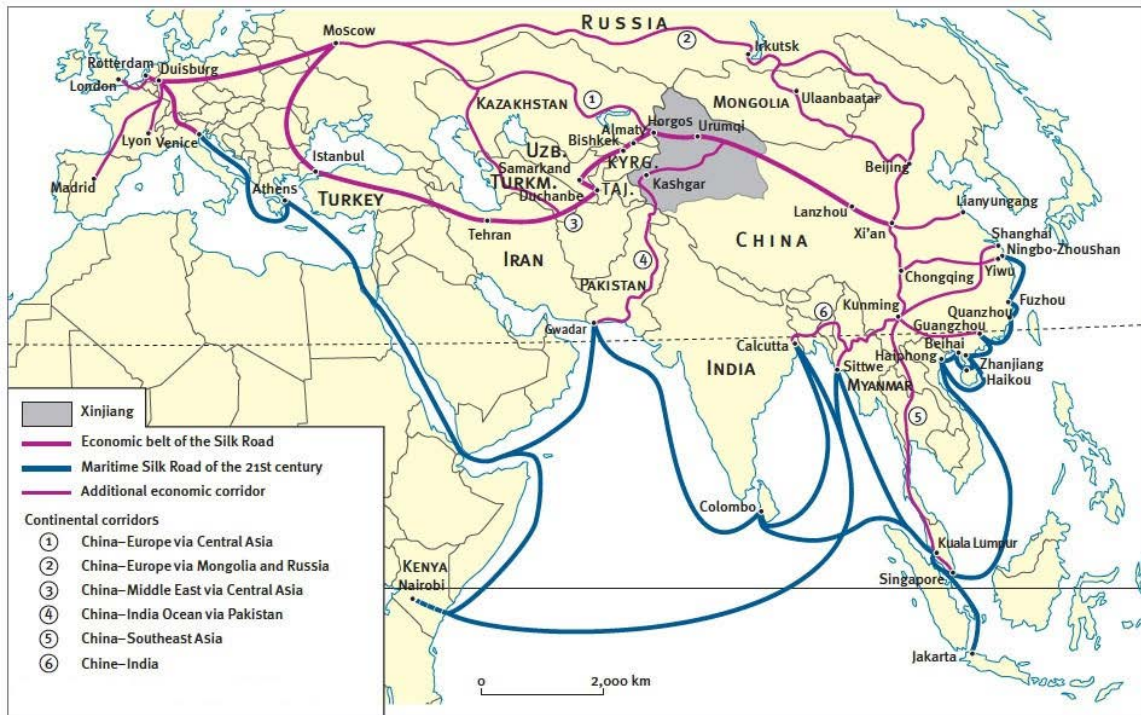 RUSSIA
Moscow
Irkutsk
2
Rotterdam
Duisburg
London
Ulaanbaatar
MONGOLIA
KAZAKHSTAN
1
Horgos
Urumqi
Almaty
Bishkek
Lyon
Venice
UZB.
KYRG.
Istanbul
Samarkand
Beijing
TURKM.
TAJ.
Kashgar
Madrid
Athens
TURKEY
Duchanbe
Lianyungang
Lanzhou
Tehran
3
Xi'an
Shanghai
CHINA
Ningbo-ZhouShan
IRAN
4
Yiwu
Chongqing
PAKISTAN
Fuzhou
Kunming
6
Quanzhou
Gwadar
Guangzhou
Calcutta
Beihai
Haiphong
Zhanjiang
Sittwe
INDIA
MYANMAR
Haikou
5
Colombo
Kuala Lumpur
KENYA
Nairobi
Singapore
Jakarta
Xinjiang
Economic belt of the Silk Road
Maritime Silk Road of the 21st century
Additional economic corridor
Continental corridors
1 China–Europe via Central Asia
2 China–Europe via Mongolia and Russia
3 China–Middle East via Central Asia
4 China–India Ocean via Pakistan
5 China–Southeast Asia
6 Chine–India
0 2,000 km